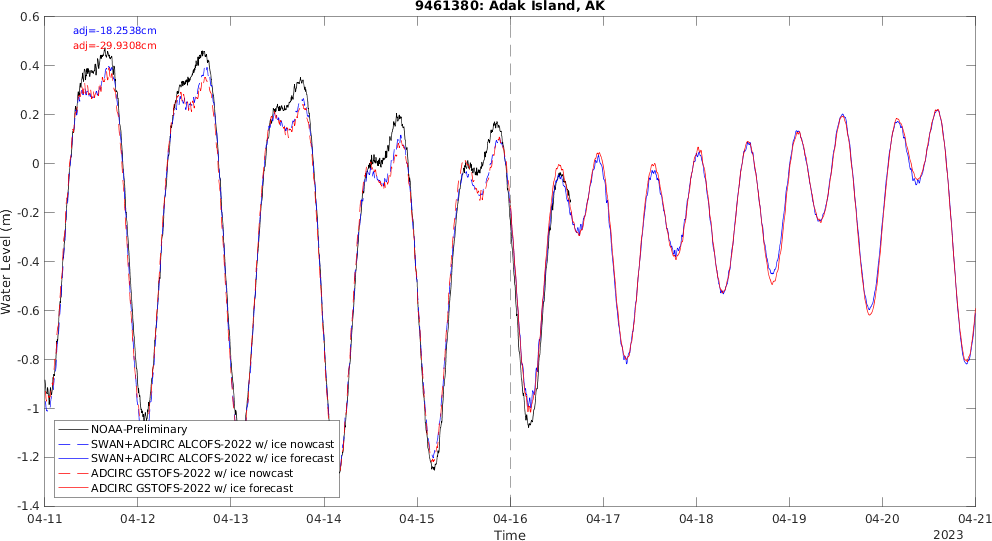 9461380: Adak Island, AK
adj=-18.2538cm
adj=-29.9308cm
Water Level (m)
0.6
0.4
0.2
0
-0.2
-0.4
-0.6
-0.8
-1
-1.2
-1.4
NOAA-Preliminary
SWAN+ADCIRC ALCOFS-2022 w/ ice nowcast
SWAN+ADCIRC ALCOFS-2022 w/ ice forecast
ADCIRC GSTOFS-2022 w/ ice nowcast
ADCIRC GSTOFS-2022 w/ ice forecast
04-11 04-12 04-13 04-14 04-15 04-16 04-17 04-18 04-19 04-20 04-21
Time
2023